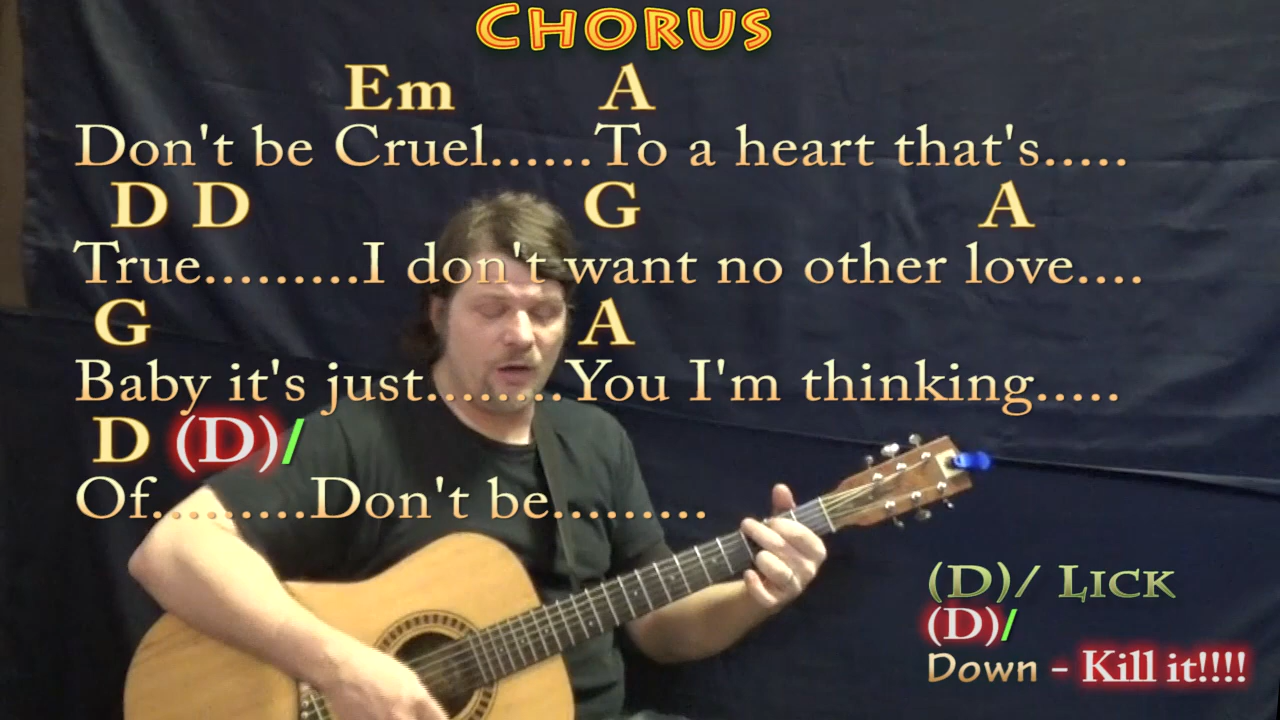 CHORUS
Em A
Don't be Cruel......To a heart that's.....
D D G A
True.........I don't want no other love....
G A
Baby it's just........You I'm thinking.....
D (D)/
Of.........Don't be.........
(D)/ LICK
(D)/
Down - Kill it!!!!